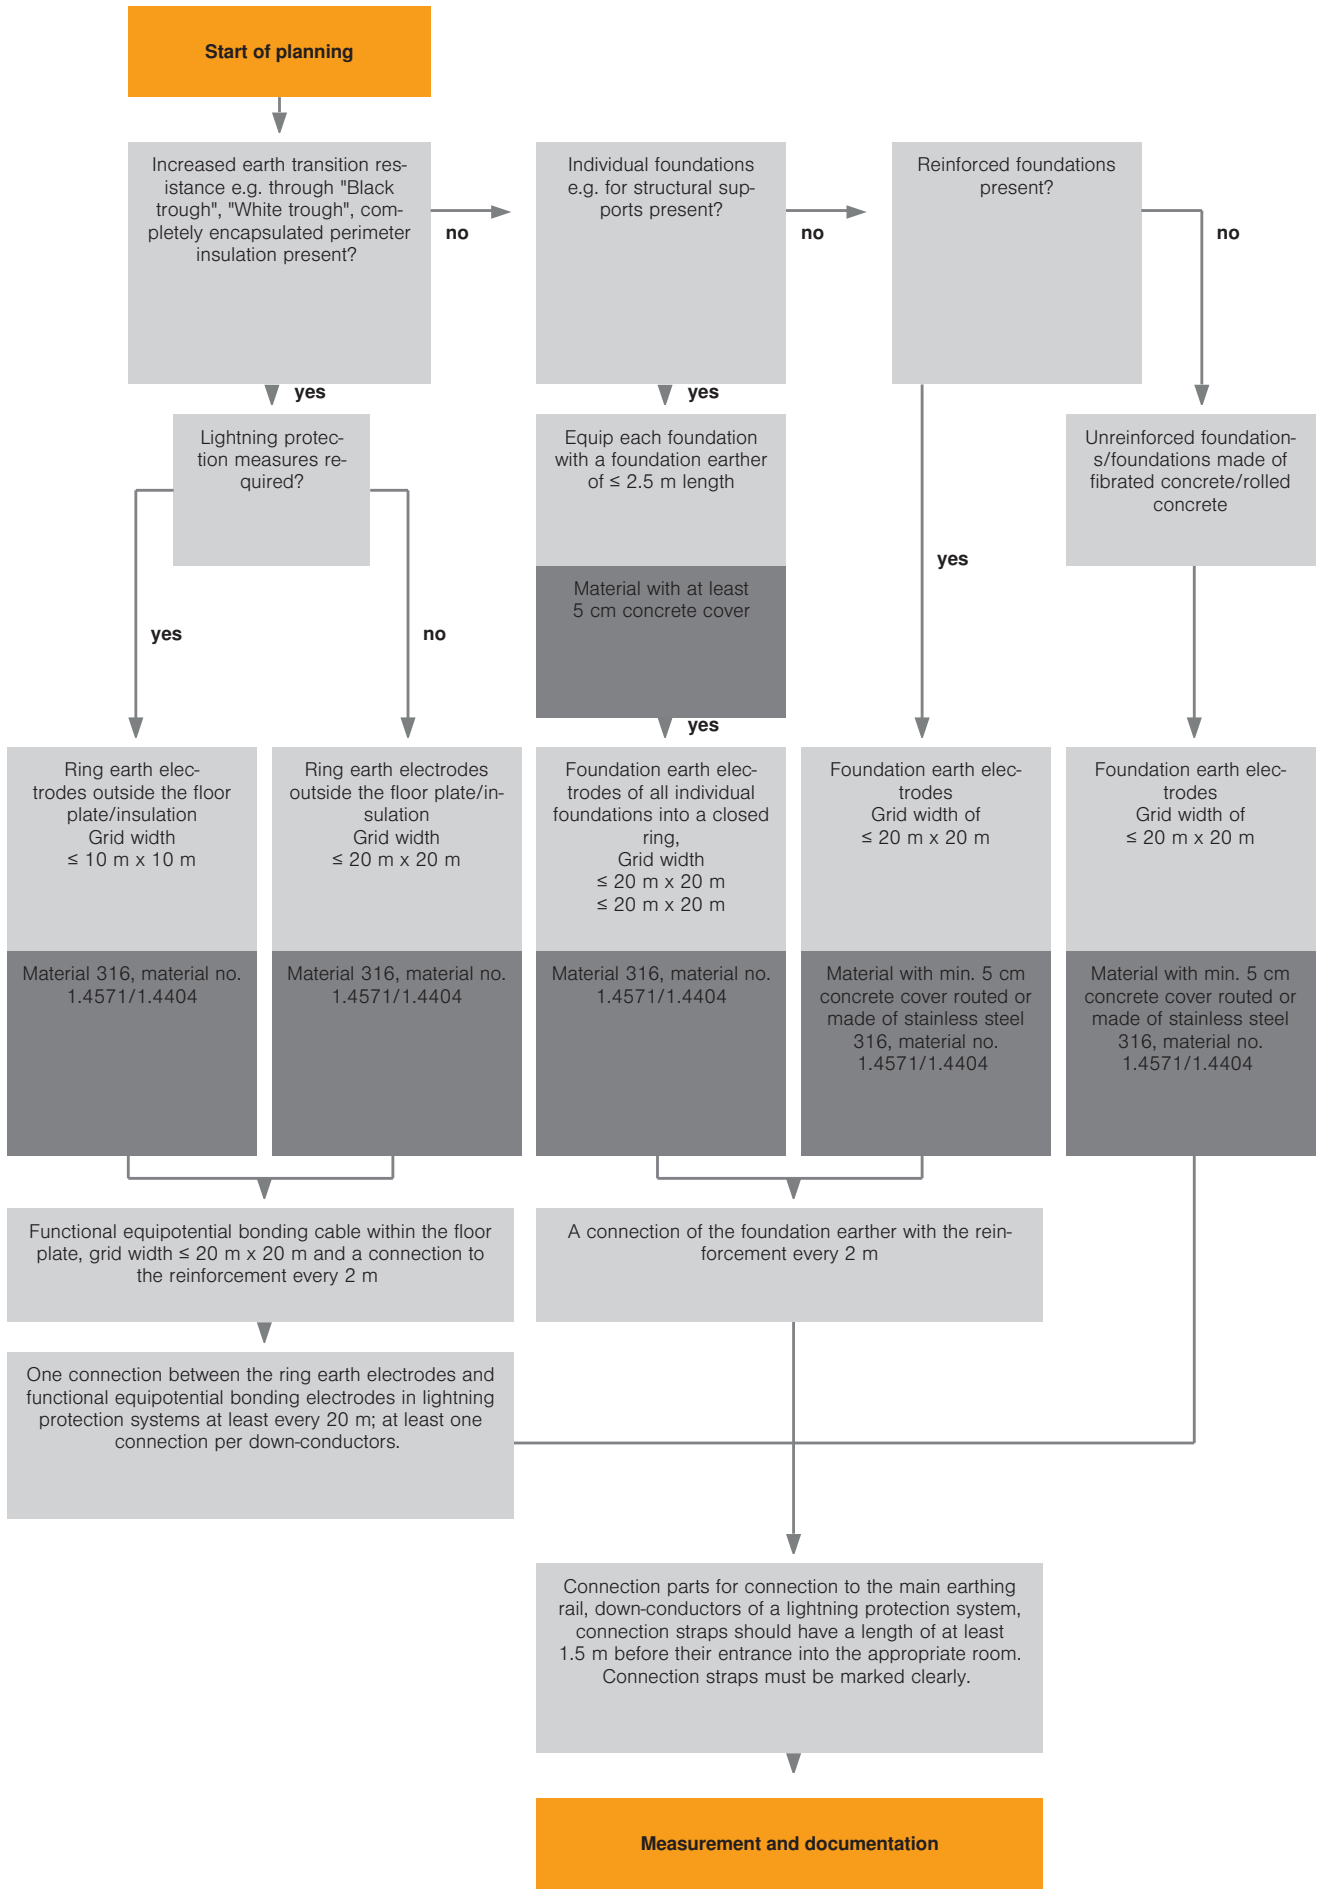 Start of planning
Increased earth transition res-
istance e.g. through "Black
trough", "White trough", com-
pletely encapsulated perimeter
insulation present?
no
Individual foundations
e.g. for structural sup-
ports present?
no
Reinforced foundations
present?
no
yes
yes
Lightning protec-
tion measures re-
quired?
Equip each foundation
with a foundation earther
of ≤ 2.5 m length
Unreinforced foundation-
s/foundations made of
fibrated concrete/rolled
concrete
yes
Material with at least
5 cm concrete cover
yes
no
yes
Ring earth elec-
trodes outside the floor
plate/insulation
Grid width
≤ 10 m x 10 m
Ring earth electrodes
outside the floor plate/in-
sulation
Grid width
≤ 20 m x 20 m
Foundation earth elec-
trodes of all individual
foundations into a closed
ring,
Grid width
≤ 20 m x 20 m
≤ 20 m x 20 m
Foundation earth elec-
trodes
Grid width of
≤ 20 m x 20 m
Foundation earth elec-
trodes
Grid width of
≤ 20 m x 20 m
Material 316, material no.
1.4571/1.4404
Material 316, material no.
1.4571/1.4404
Material 316, material no.
1.4571/1.4404
Material with min. 5 cm
concrete cover routed or
made of stainless steel
316, material no.
1.4571/1.4404
Material with min. 5 cm
concrete cover routed or
made of stainless steel
316, material no.
1.4571/1.4404
Functional equipotential bonding cable within the floor
plate, grid width ≤ 20 m x 20 m and a connection to
the reinforcement every 2 m
A connection of the foundation earther with the rein-
forcement every 2 m
One connection between the ring earth electrodes and
functional equipotential bonding electrodes in lightning
protection systems at least every 20 m; at least one
connection per down-conductors.
Connection parts for connection to the main earthing
rail, down-conductors of a lightning protection system,
connection straps should have a length of at least
1.5 m before their entrance into the appropriate room.
Connection straps must be marked clearly.
Measurement and documentation